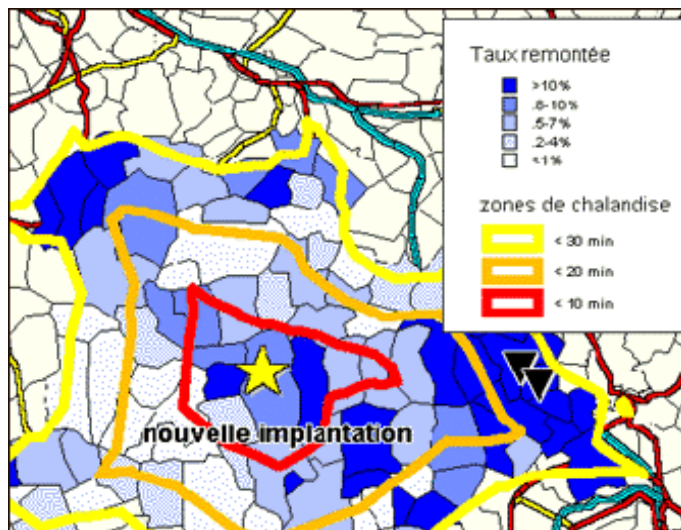 Taux remontée
>10%
.8-10%
.5-7%
.2-4%
<1%
zones de chalandise
< 30 min
< 20 min
< 10 min
nouvelle implantation